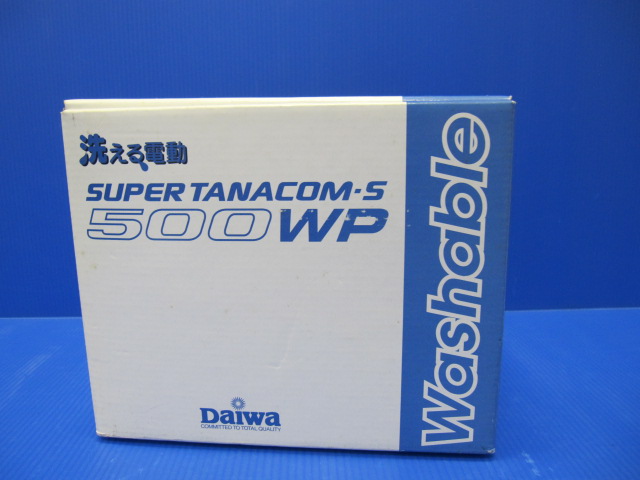 洗える電動
SUPER TANACOM-S
500WP
Washable
Daiwa
COMMITTED TO TOTAL QUALITY